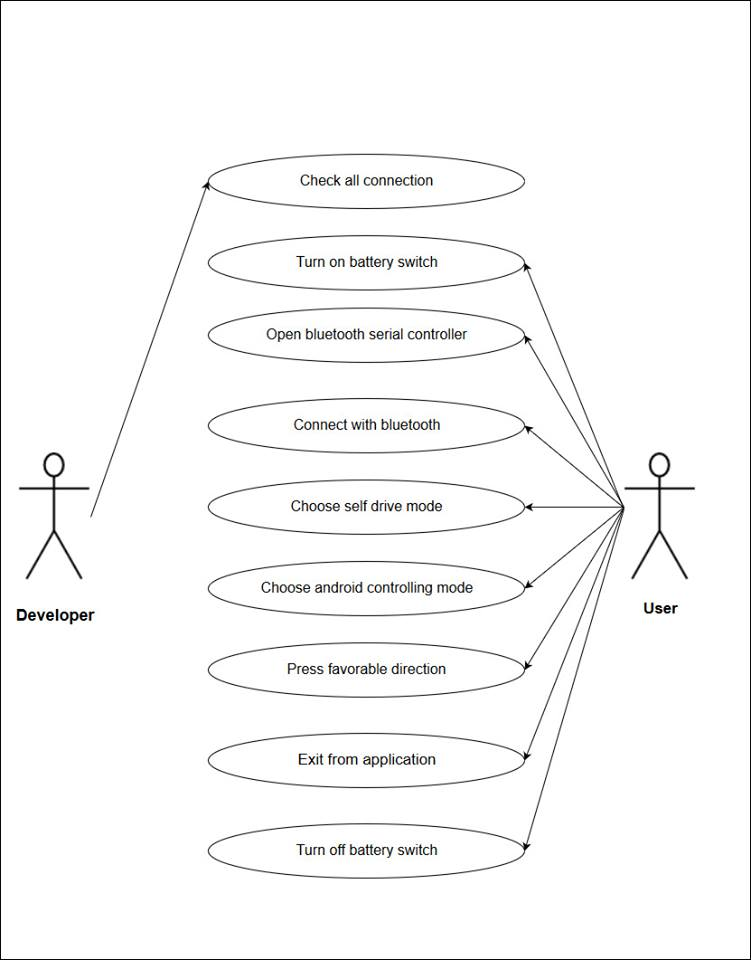 Check all connection
Turn on battery switch
Open bluetooth serial controller
Connect with bluetooth
Choose self drive mode
Choose android controlling mode
Developer
User
Press favorable direction
Exit from application
Turn off battery switch